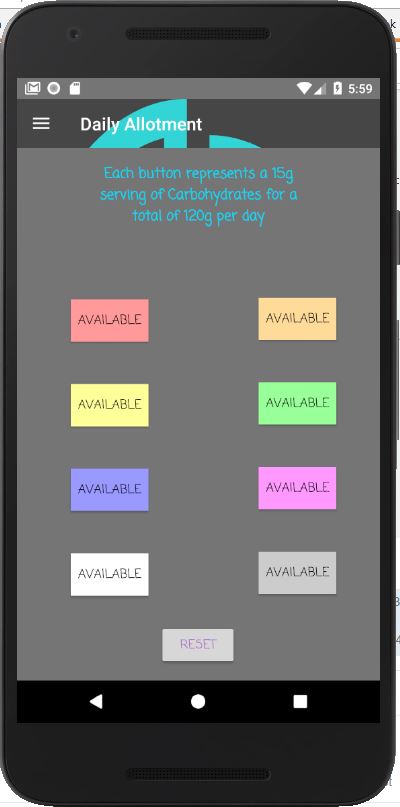 5:59
Daily Allotment
Each button represents a 15g
serving of Carbohydrates for a
total of 120g per day
AVAILABLE AVAILABLE
AVAILABLE AVAILABLE
AVAILABLE AVAILABLE
AVAILABLE AVAILABLE
RESET